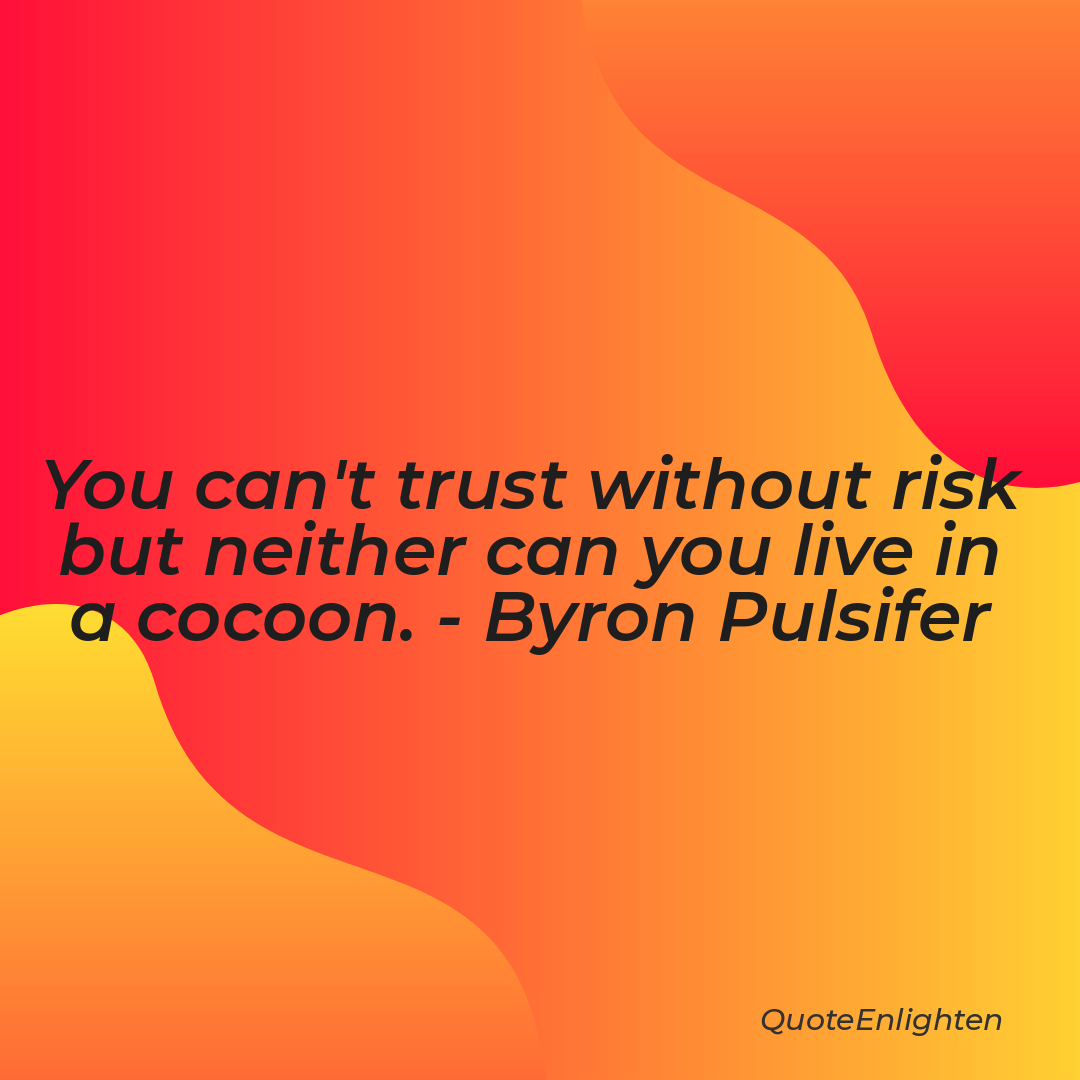 You can't trust without risk
but neither can you live in
a cocoon. - Byron Pulsifer
QuoteEnlighten